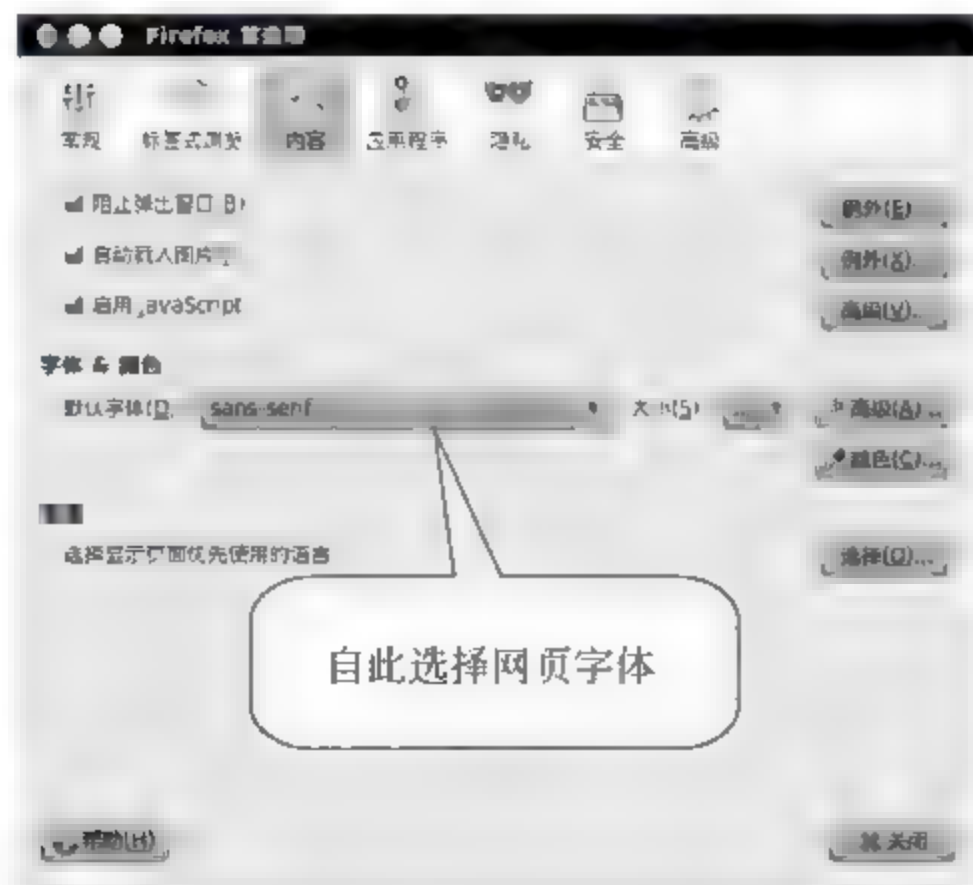 Firefox 首选项
常规 标签式浏览 内容 应用程序 隐私 安全 高级
阻止弹出窗口(B) 例外(E)
自动载入图片 例外(X)...
启用 JavaScript 高级(V)...
字体 & 颜色
默认字体(D) sans-serif 大小(S) 高级(A)...
颜色(C)...
选择显示页面优先使用的语言 选择(O)...
自此选择网页字体
帮助(H) 关闭